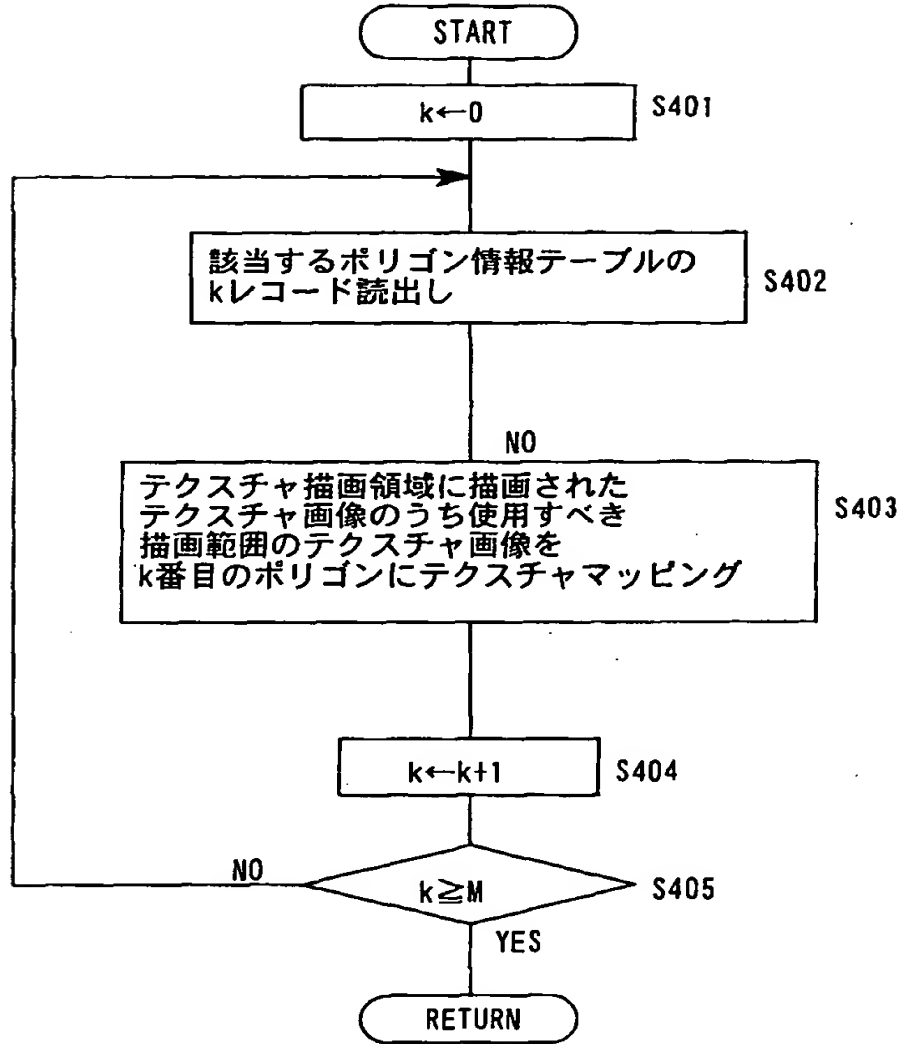 START
k←0
S401
該当するポリゴン情報テーブルの
kレコード読出し
S402
NO
テクスチャ描画領域に描画された
テクスチャ画像のうち使用すべき
描画範囲のテクスチャ画像を
k番目のポリゴンにテクスチャマッピング
S403
k←k+1
S404
NO
k≧M
S405
YES
RETURN